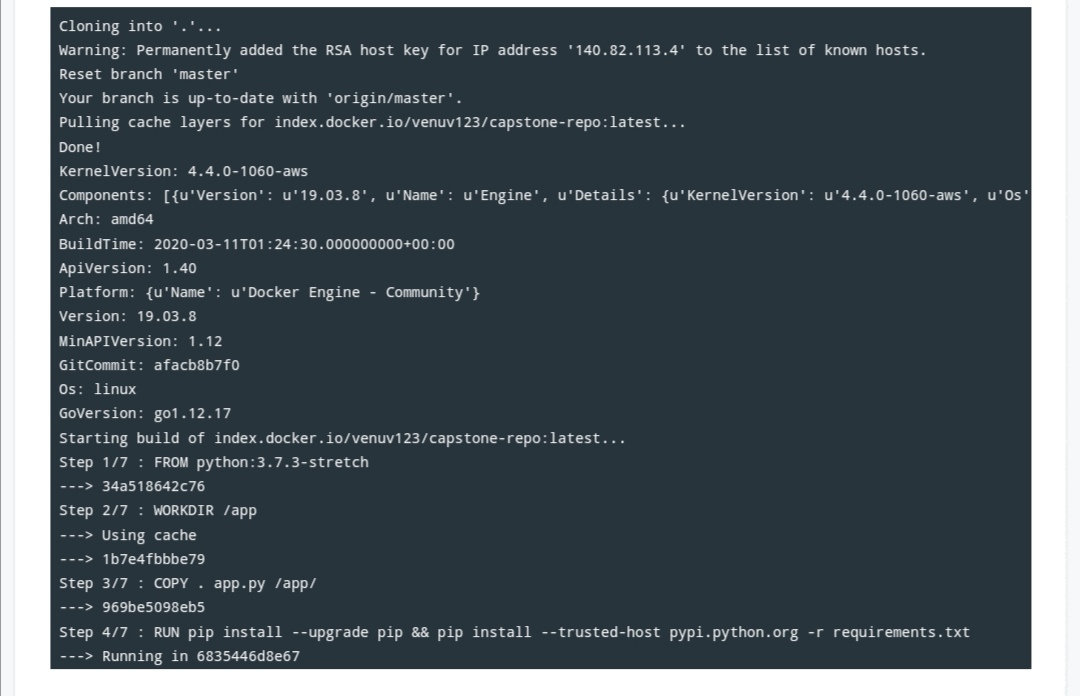 Cloning into '.'...
Warning: Permanently added the RSA host key for IP address '140.82.113.4' to the list of known hosts.
Reset branch 'master'
Your branch is up-to-date with 'origin/master'.
Pulling cache layers for index.docker.io/venuv123/capstone-repo:latest...
Done!
KernelVersion: 4.4.0-1060-aws
Components: [{u'Version': u'19.03.8', u'Name': u'Engine', u'Details': {u'KernelVersion': u'4.4.0-1060-aws', u'Os'
Arch: amd64
BuildTime: 2020-03-11T01:24:30.000000000+00:00
ApiVersion: 1.40
Platform: {u'Name': u'Docker Engine - Community'}
Version: 19.03.8
MinAPIVersion: 1.12
GitCommit: afacb8b7f0
Os: linux
GoVersion: go1.12.17
Starting build of index.docker.io/venuv123/capstone-repo:latest...
Step 1/7 : FROM python:3.7.3-stretch
---> 34a518642c76
Step 2/7 : WORKDIR /app
---> Using cache
---> 1b7e4fbbbe79
Step 3/7 : COPY . app.py /app/
---> 969be5098eb5
Step 4/7 : RUN pip install --upgrade pip && pip install --trusted-host pypi.python.org -r requirements.txt
---> Running in 6835446d8e67